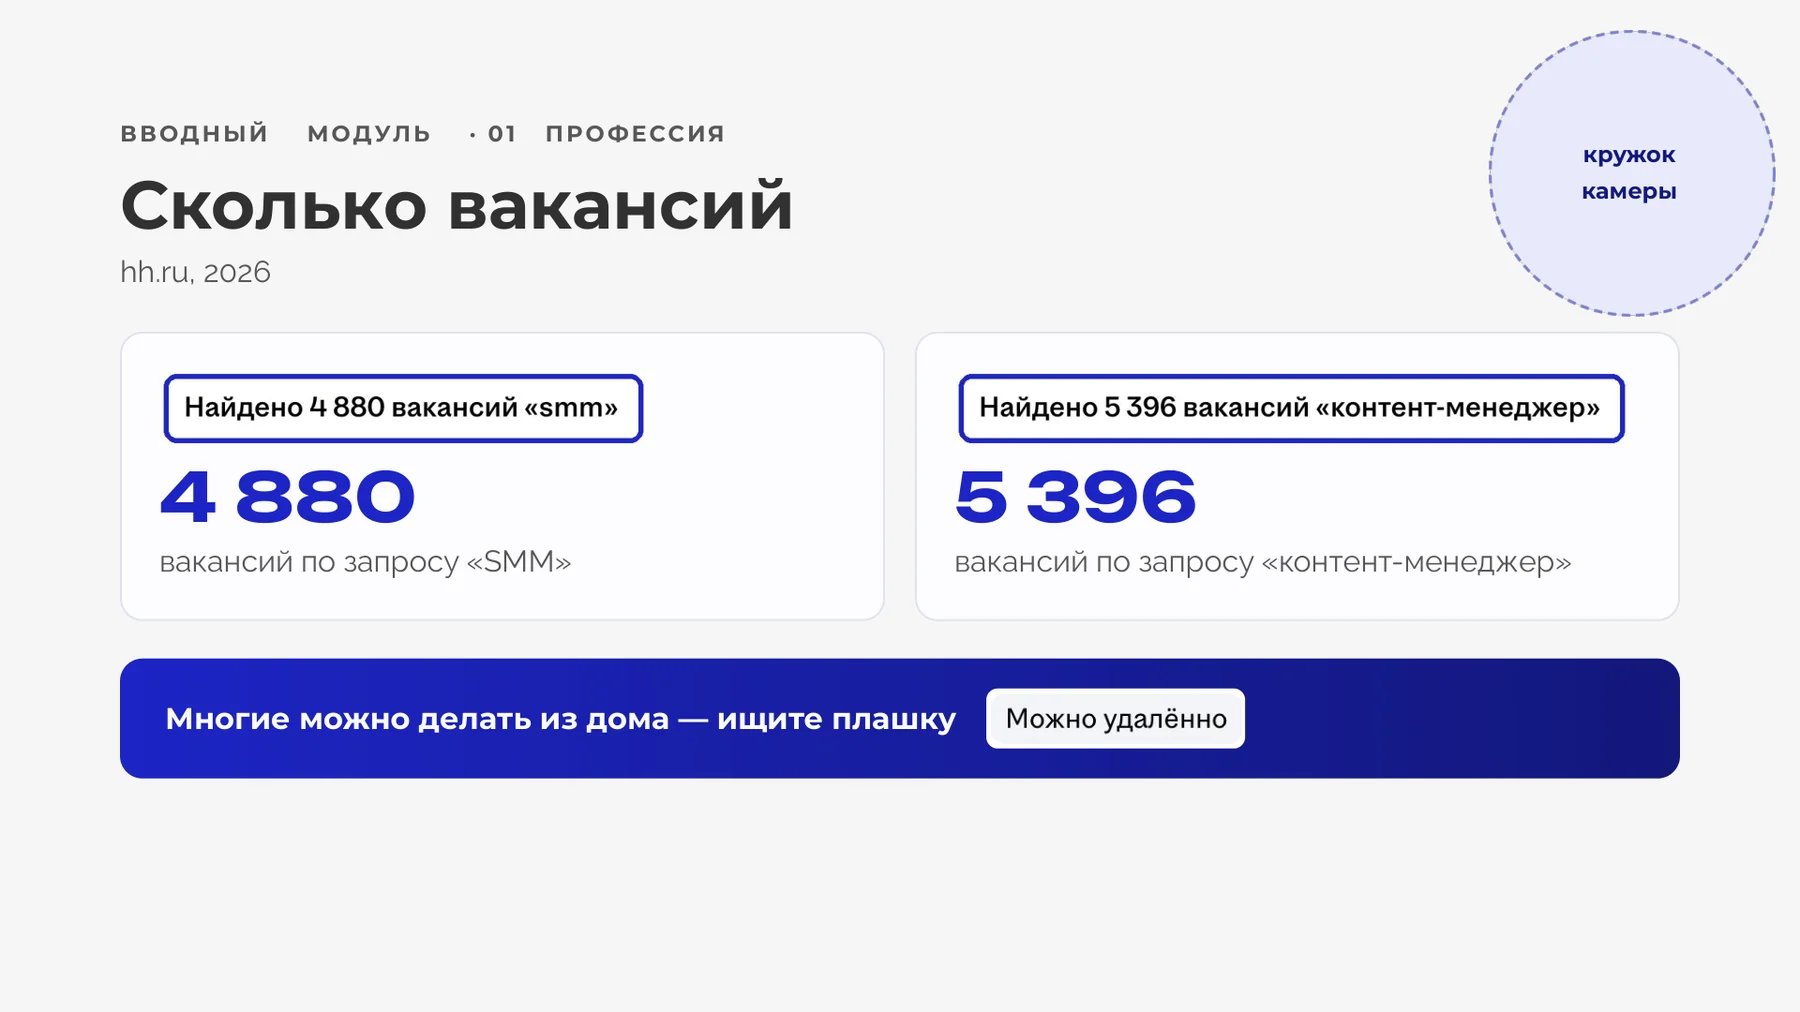 ВВОДНЫЙ МОДУЛЬ · 01 ПРОФЕССИЯ
Сколько вакансий
hh.ru, 2026
кружок
камеры
Найдено 4 880 вакансий «smm»
4 880
вакансий по запросу «SMM»
Найдено 5 396 вакансий «контент-менеджер»
5 396
вакансий по запросу «контент-менеджер»
Многие можно делать из дома — ищите плашку Можно удалённо